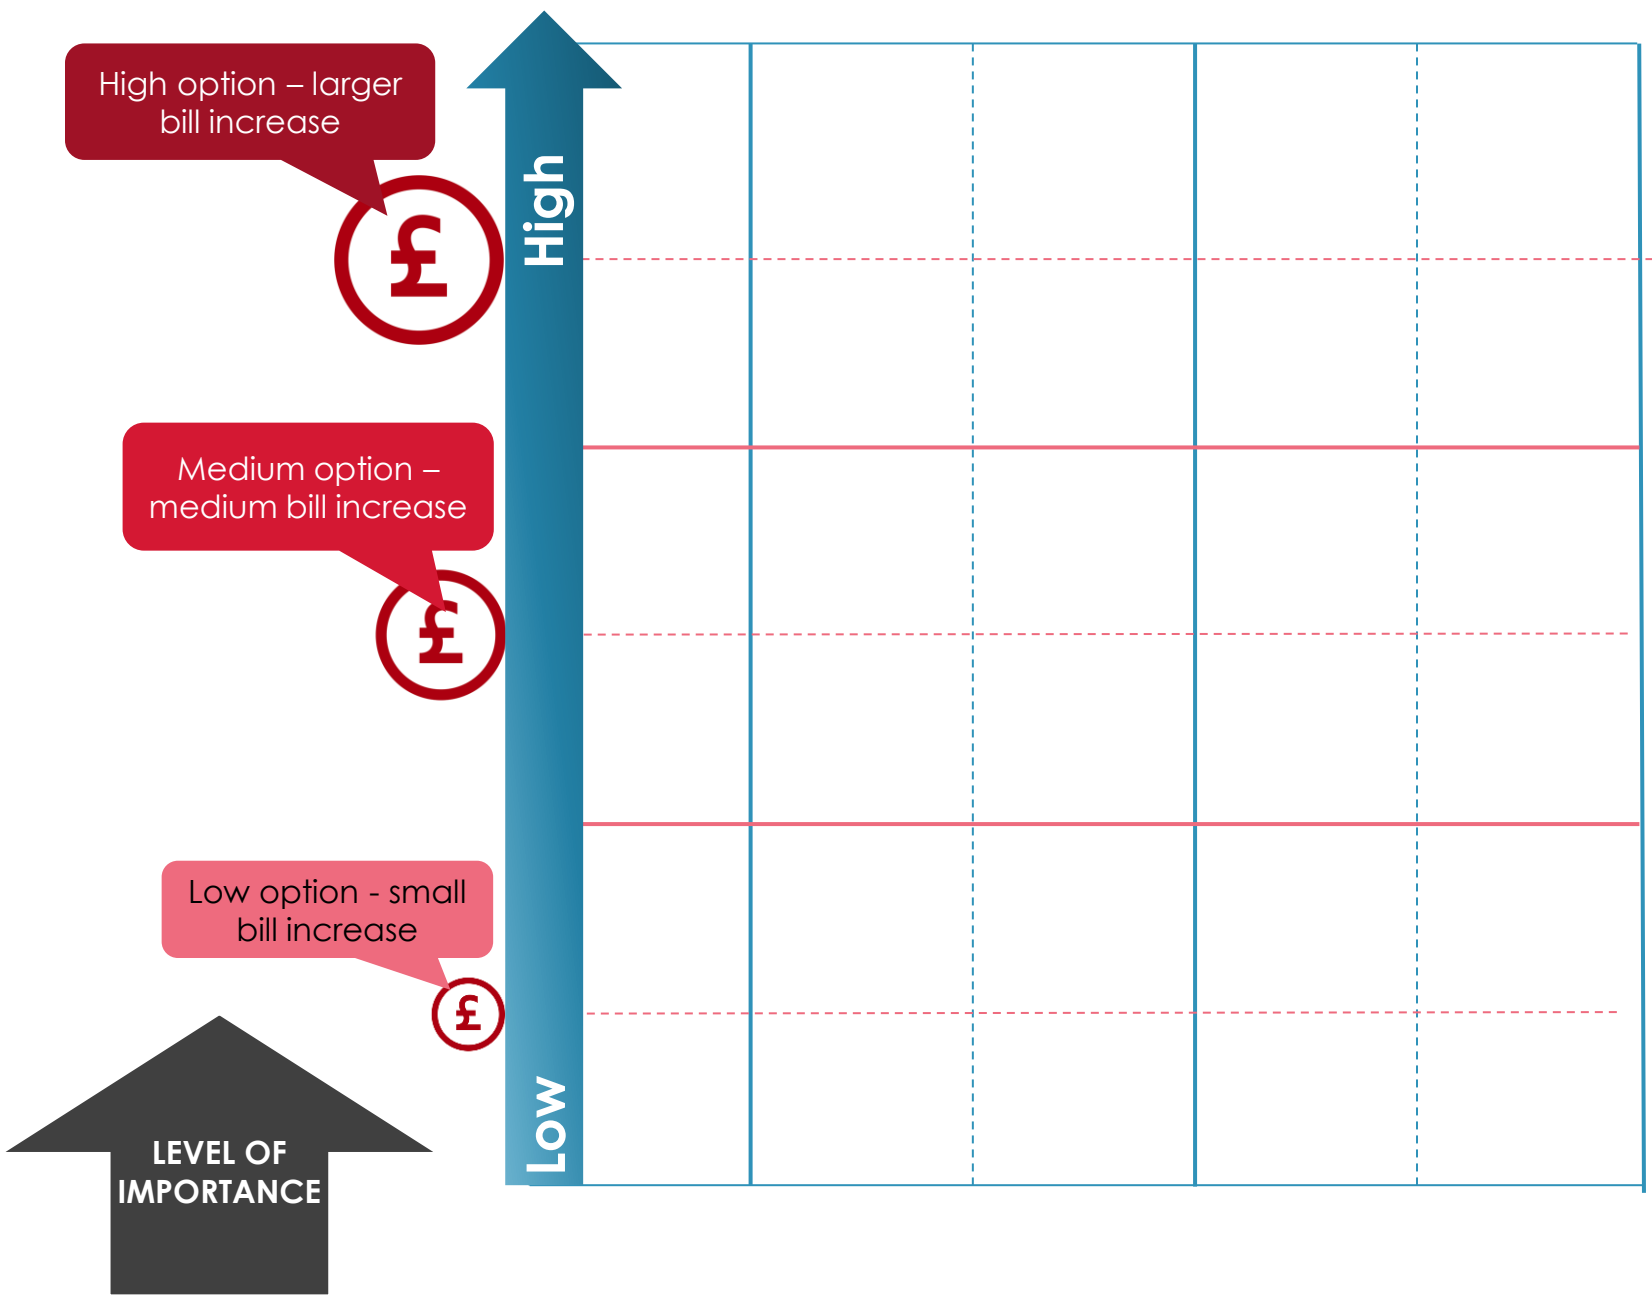 High option – larger
bill increase
£
High
Medium option –
medium bill increase
£
Low option - small
bill increase
£
Low
LEVEL OF
IMPORTANCE